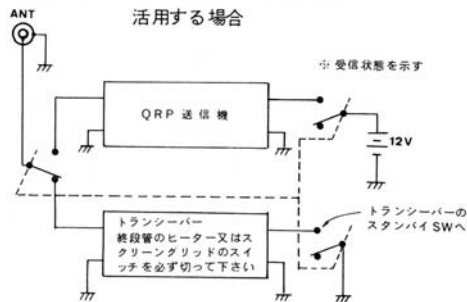 ANT
活用する場合
※ 受信状態を示す
QRP 送信機
12V
トランシーバー
終段管のヒーター又はス
クリーングリッドのスイ
ッチを必ず切って下さい
トランシーバーの
スタンバイ SWへ